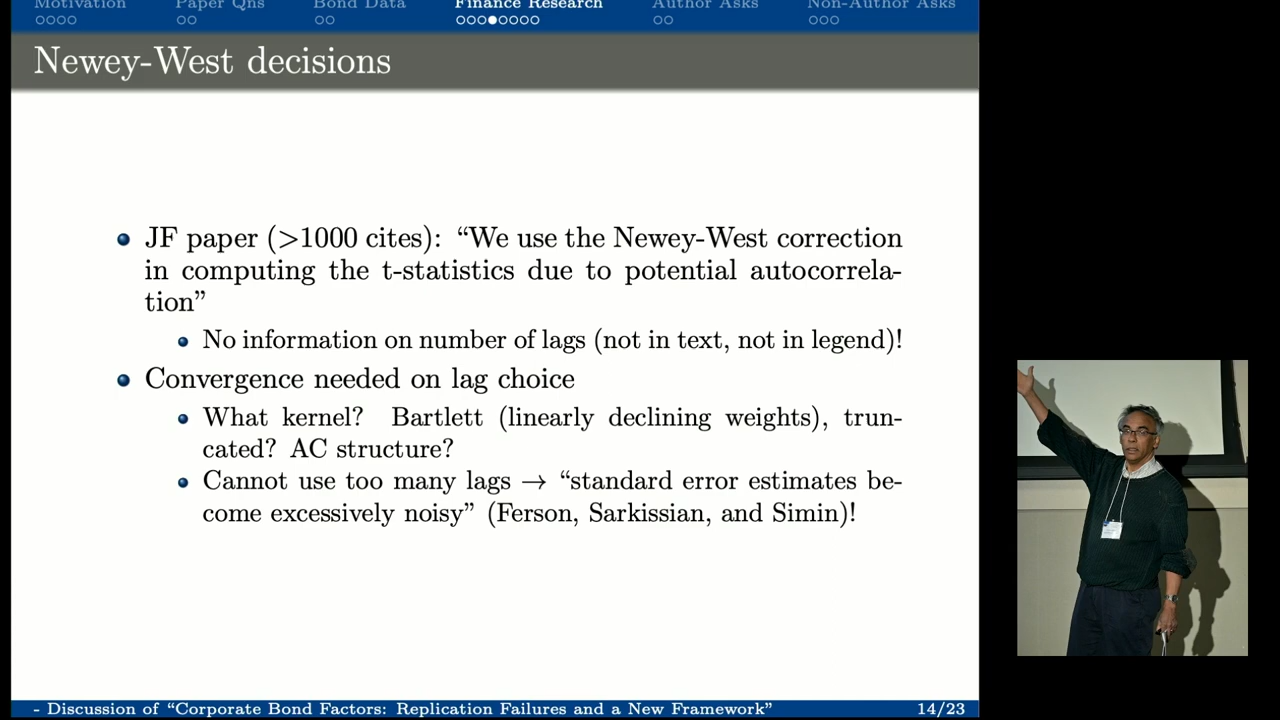 Motivation Paper Qns Bond Data Finance Research Author Asks Non-Author Asks
Newey-West decisions
JF paper (>1000 cites): “We use the Newey-West correction
in computing the t-statistics due to potential autocorrela-
tion”
No information on number of lags (not in text, not in legend)!
Convergence needed on lag choice
What kernel? Bartlett (linearly declining weights), trun-
cated? AC structure?
Cannot use too many lags → “standard error estimates be-
come excessively noisy” (Ferson, Sarkissian, and Simin)!
- Discussion of “Corporate Bond Factors: Replication Failures and a New Framework” 14/23